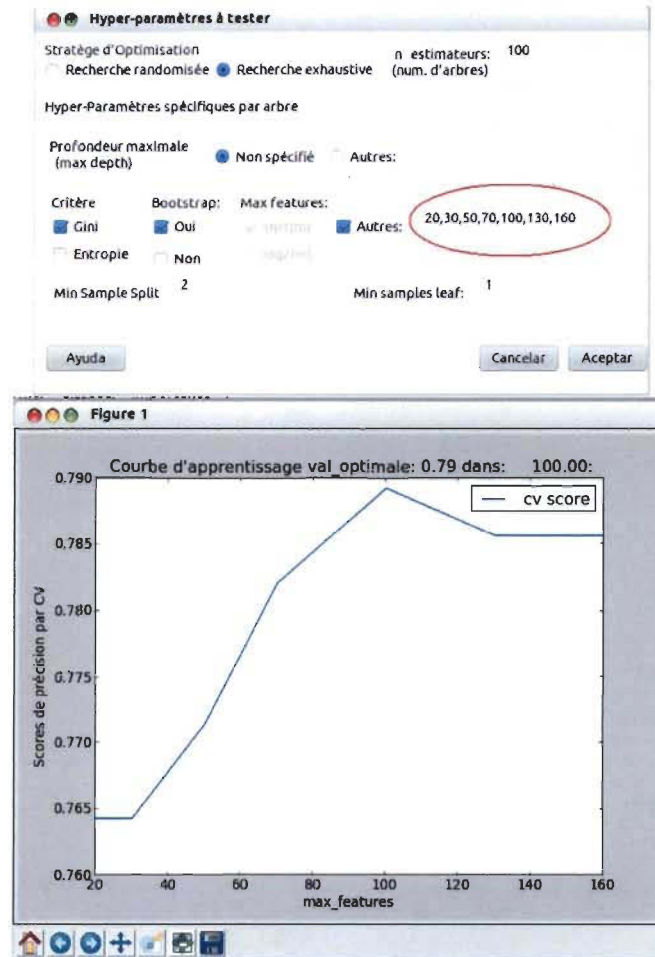 Hyper-paramètres à tester
Stratège d'Optimisation
Recherche randomisée
Recherche exhaustive
n estimateurs: 100
(num. d'arbres)
Hyper-Paramètres spécifiques par arbre
Profondeur maximale
(max depth)
Non spécifié
Autres:
Critère
Bootstrap:
Max features:
Gini
Oui
Autres: 20,30,50,70,100,130,160
Entropie
Non
Min Sample Split 2
Min samples leaf: 1
Ayuda
Cancelar
Aceptar
Figure 1
Courbe d'apprentissage val_optimale: 0.79 dans: 100.00:
cv score
Scores de précision par CV
0.790
0.785
0.780
0.775
0.770
0.765
0.760
20 40 60 80 100 120 140 160
max_features